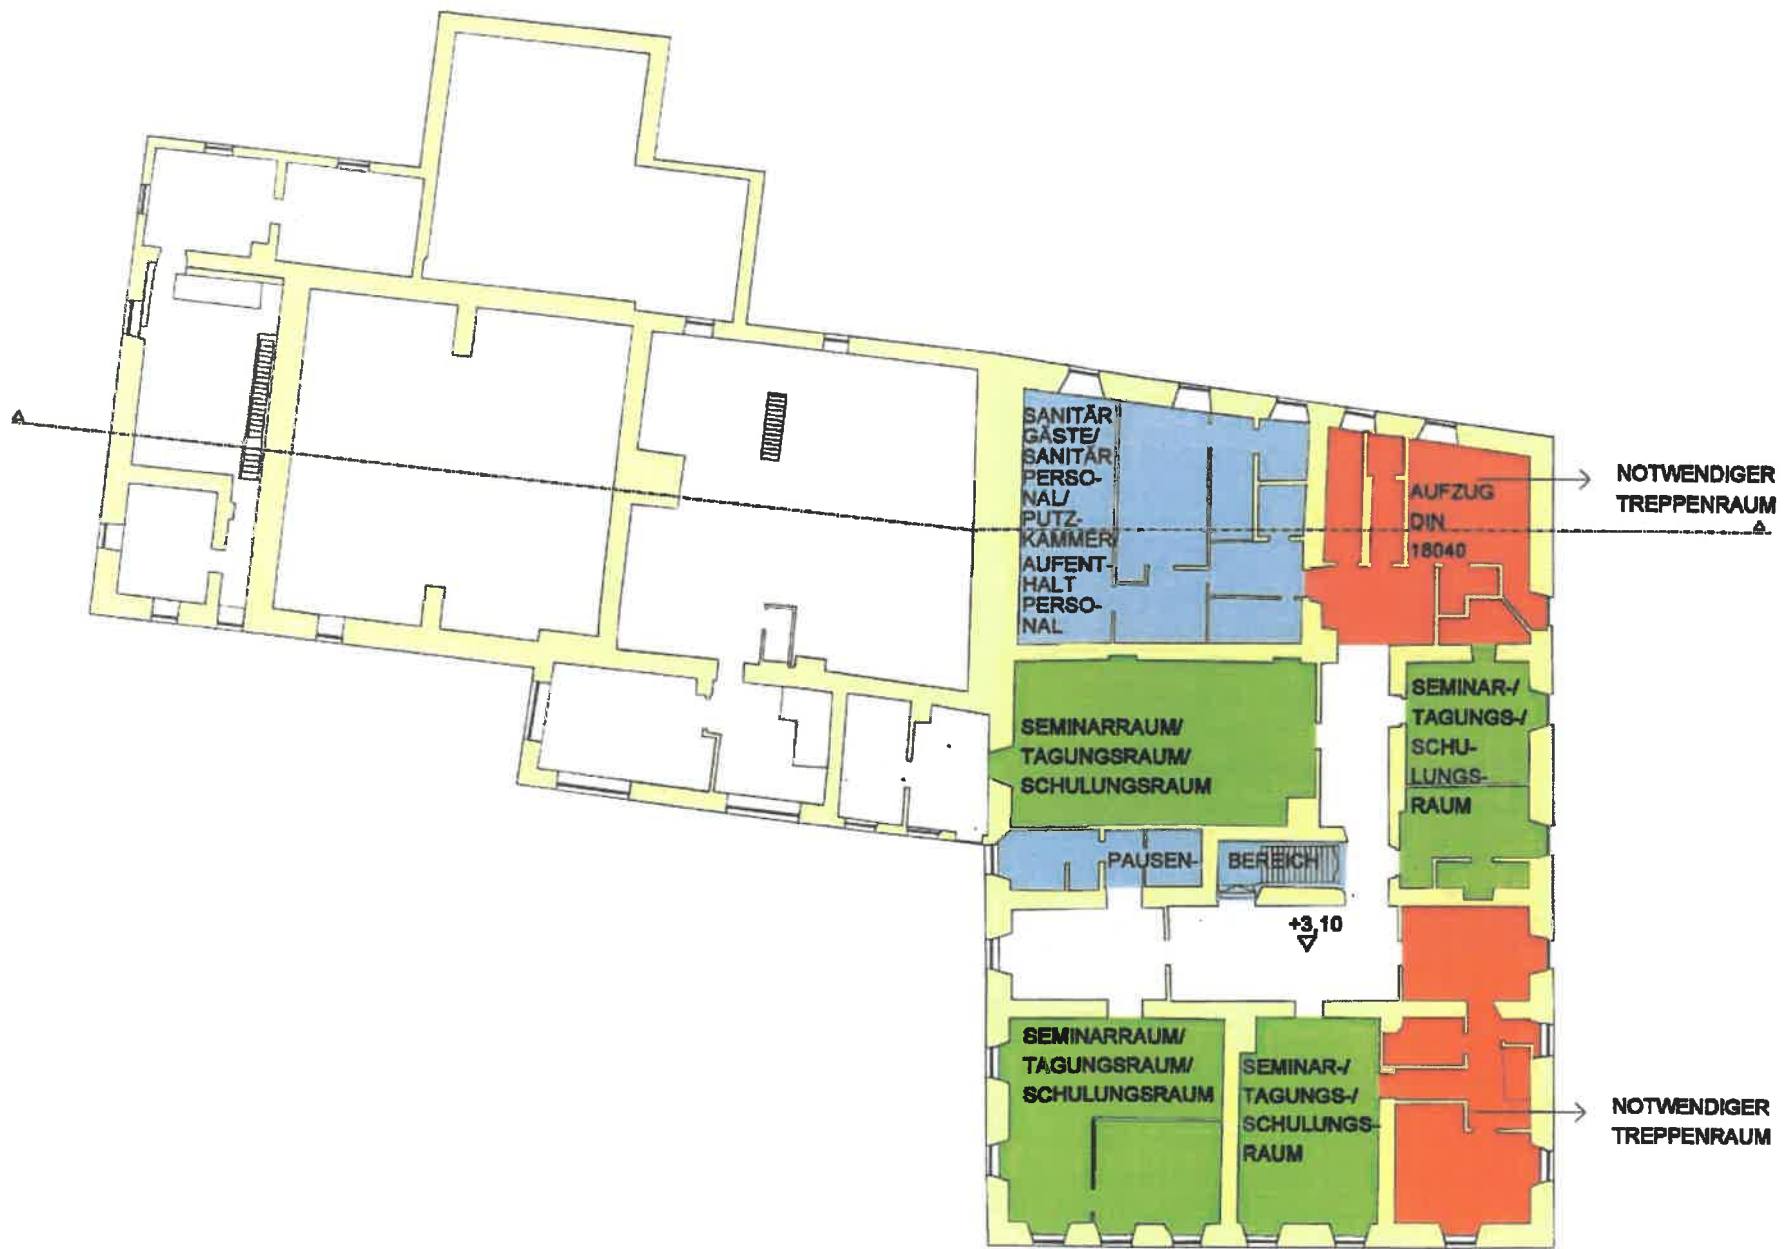 SANITÄR
GÄSTE/
SANITÄR
PERSO-
NAL/
PUTZ-
KAMMER/
AUFENT-
HALT
PERSO-
NAL
AUFZUG
DIN
18040
NOTWENDIGER
TREPPENRAUM
SEMINARRAUM/
TAGUNGSRAUM/
SCHULUNGSRAUM
SEMINAR-/
TAGUNGS-/
SCHU-
LUNGS-
RAUM
PAUSEN-
BEREICH
+3,10
SEMINARRAUM/
TAGUNGSRAUM/
SCHULUNGSRAUM
SEMINAR-/
TAGUNGS-/
SCHULUNGS-
RAUM
NOTWENDIGER
TREPPENRAUM